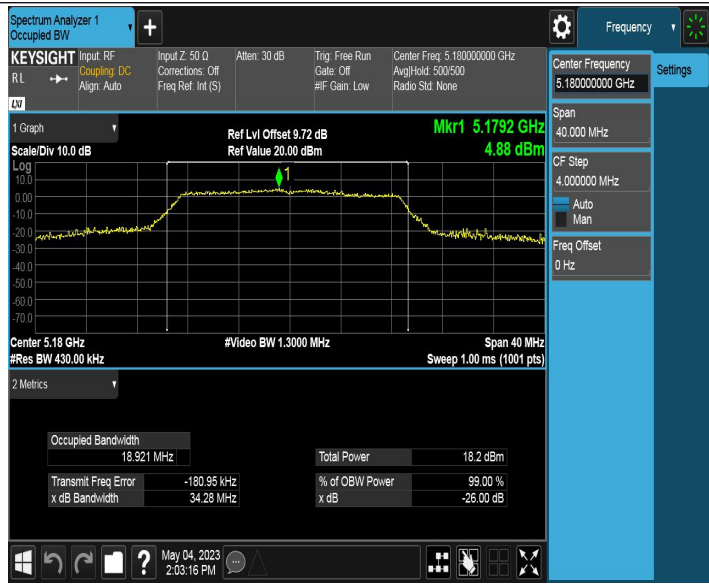 Spectrum Analyzer 1
Occupied BW
+
Frequency
KEYSIGHT
RL
LXI
Input: RF
Coupling: DC
Align: Auto
Input Z: 50 Ω
Corrections: Off
Freq Ref: Int (S)
Atten: 30 dB
Trig: Free Run
Gate: Off
#IF Gain: Low
Center Freq: 5.180000000 GHz
Avg|Hold: 500/500
Radio Std: None
Center Frequency
5.180000000 GHz
Settings
Span
40.000 MHz
CF Step
4.000000 MHz
Auto
Man
Freq Offset
0 Hz
1 Graph
Scale/Div 10.0 dB
Ref Lvl Offset 9.72 dB
Ref Value 20.00 dBm
Mkr1 5.1792 GHz
4.88 dBm
Log
10.0
0.00
-10.0
-20.0
-30.0
-40.0
-50.0
-60.0
-70.0
1
Center 5.18 GHz
#Video BW 1.3000 MHz
Span 40 MHz
#Res BW 430.00 kHz
Sweep 1.00 ms (1001 pts)
2 Metrics
Occupied Bandwidth
18.921 MHz
Total Power 18.2 dBm
Transmit Freq Error -180.95 kHz
% of OBW Power 99.00 %
x dB Bandwidth 34.28 MHz
x dB -26.00 dB
?
May 04, 2023
2:03:16 PM